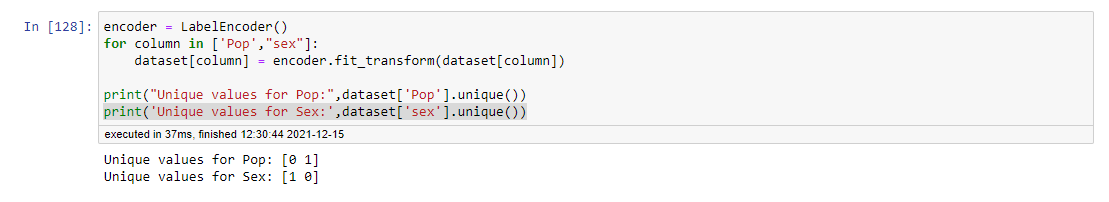 In [128]: encoder = LabelEncoder()
for column in ['Pop',"sex"]:
    dataset[column] = encoder.fit_transform(dataset[column])
print("Unique values for Pop:",dataset['Pop'].unique())
print('Unique values for Sex:',dataset['sex'].unique())
executed in 37ms, finished 12:30:44 2021-12-15
Unique values for Pop: [0 1]
Unique values for Sex: [1 0]